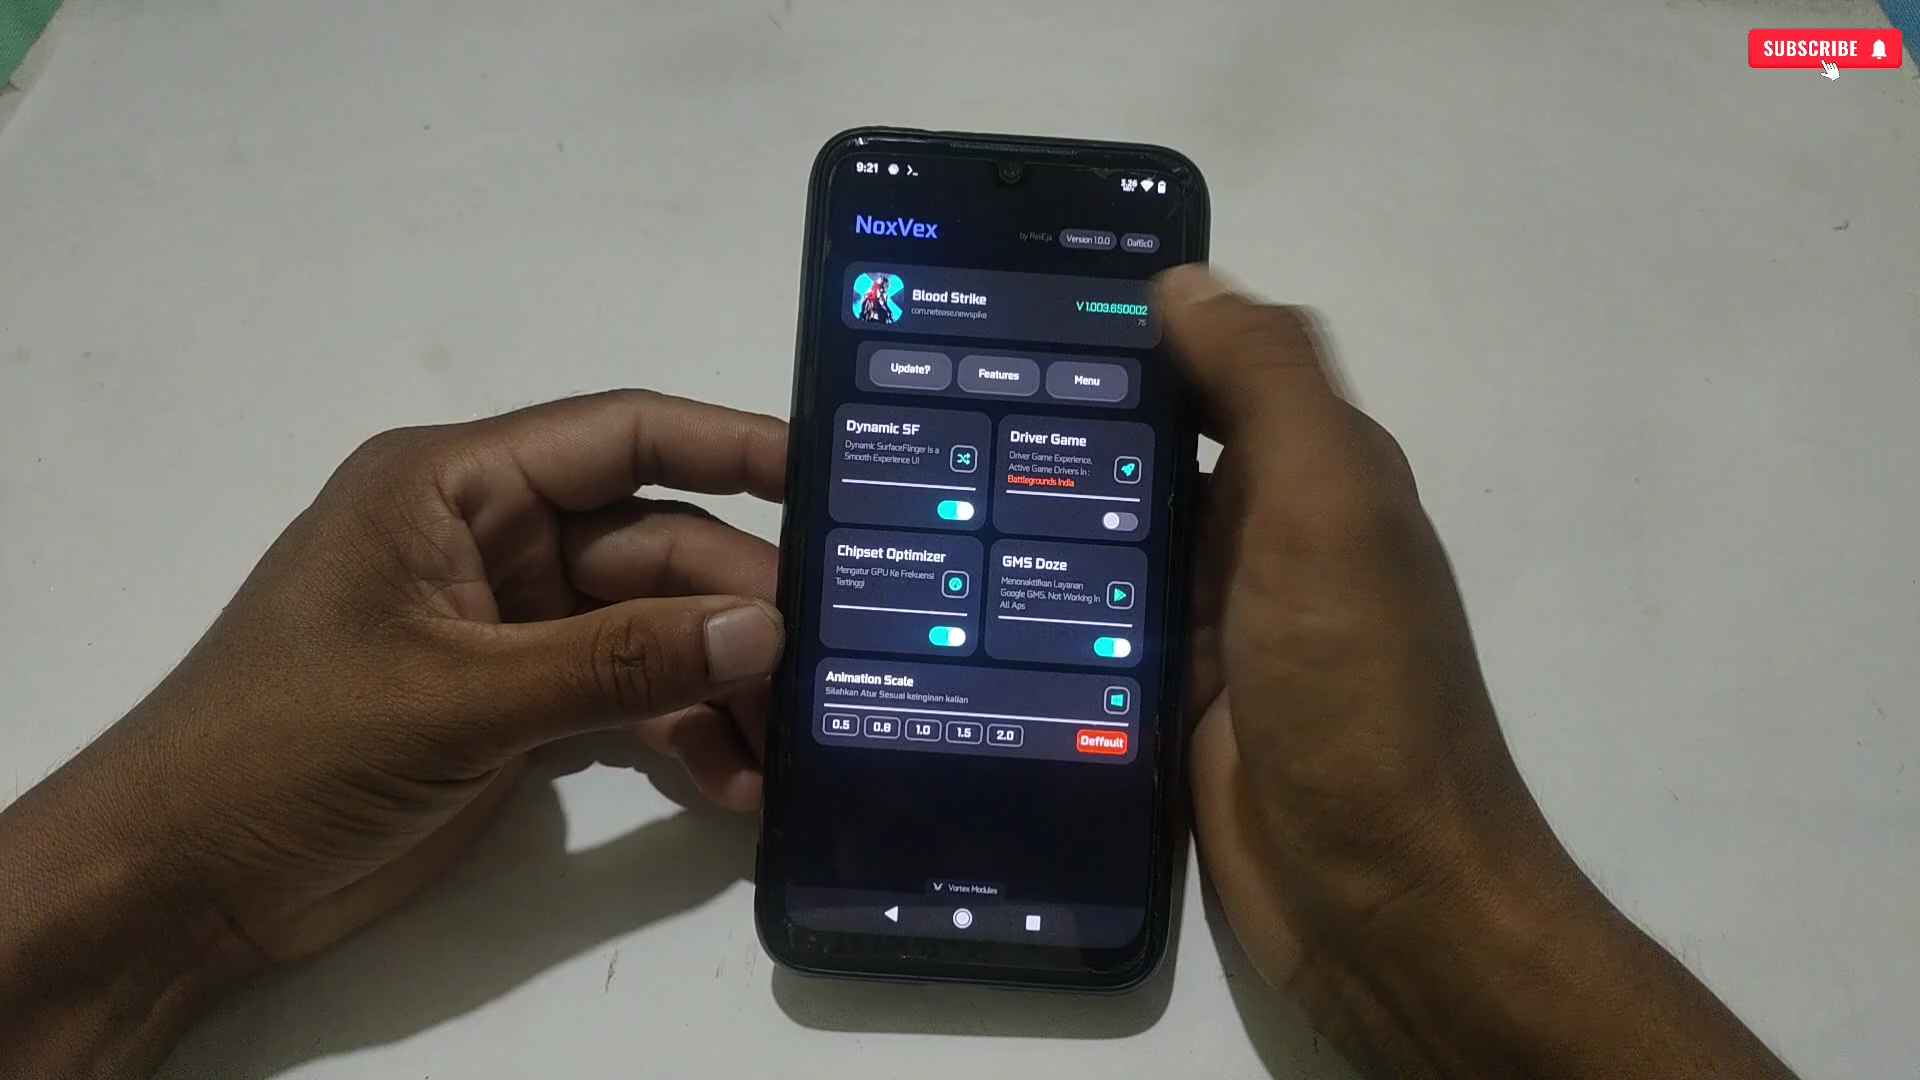 SUBSCRIBE
9:21
NoxVex
by ReiEja
Version 1.0.0
0af6c0
Blood Strike
com.netease.newspike
V 1.003.650002
76
Update?
Features
Menu
Dynamic SF
Dynamic SurfaceFlinger Is a
Smooth Experience UI
Driver Game
Driver Game Experience,
Active Game Drivers In :
Battlegrounds India
Chipset Optimizer
Mengatur GPU Ke Frekuensi
Tertinggi
GMS Doze
Menonaktifkan Layanan
Google GMS. Not Working In
All Aps
Animation Scale
Silahkan Atur Sesuai keinginan kalian
0.5
0.8
1.0
1.5
2.0
Deffault
Vortex Modules